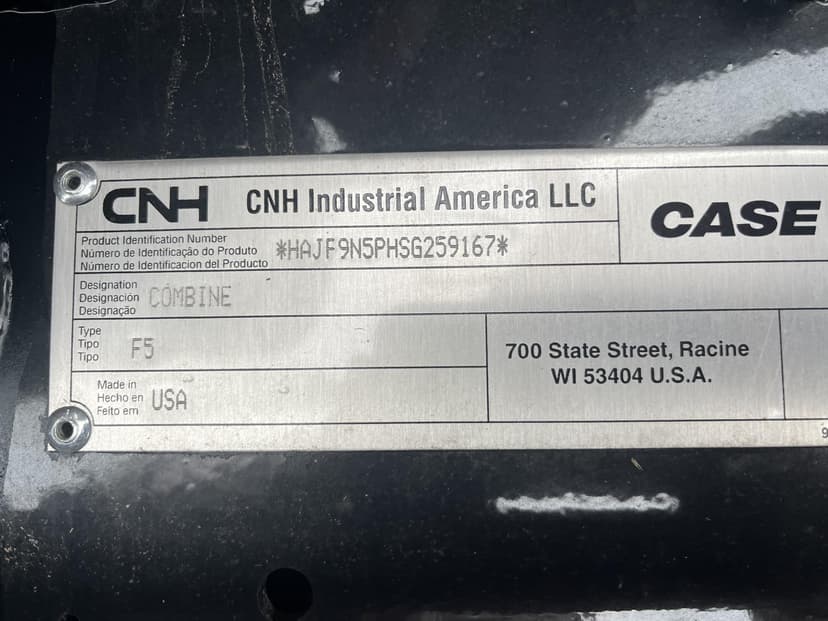 CNH CNH Industrial America LLC
CASE
Product Identification Number
Número de Identificação do Produto
Número de Identificacion del Producto
*HAJF9N5PHSG259167*
Designation
Designación
Designação
COMBINE
Type
Tipo
Tipo
F5
700 State Street, Racine
WI 53404 U.S.A.
Made in
Hecho en
Feito em
USA
9